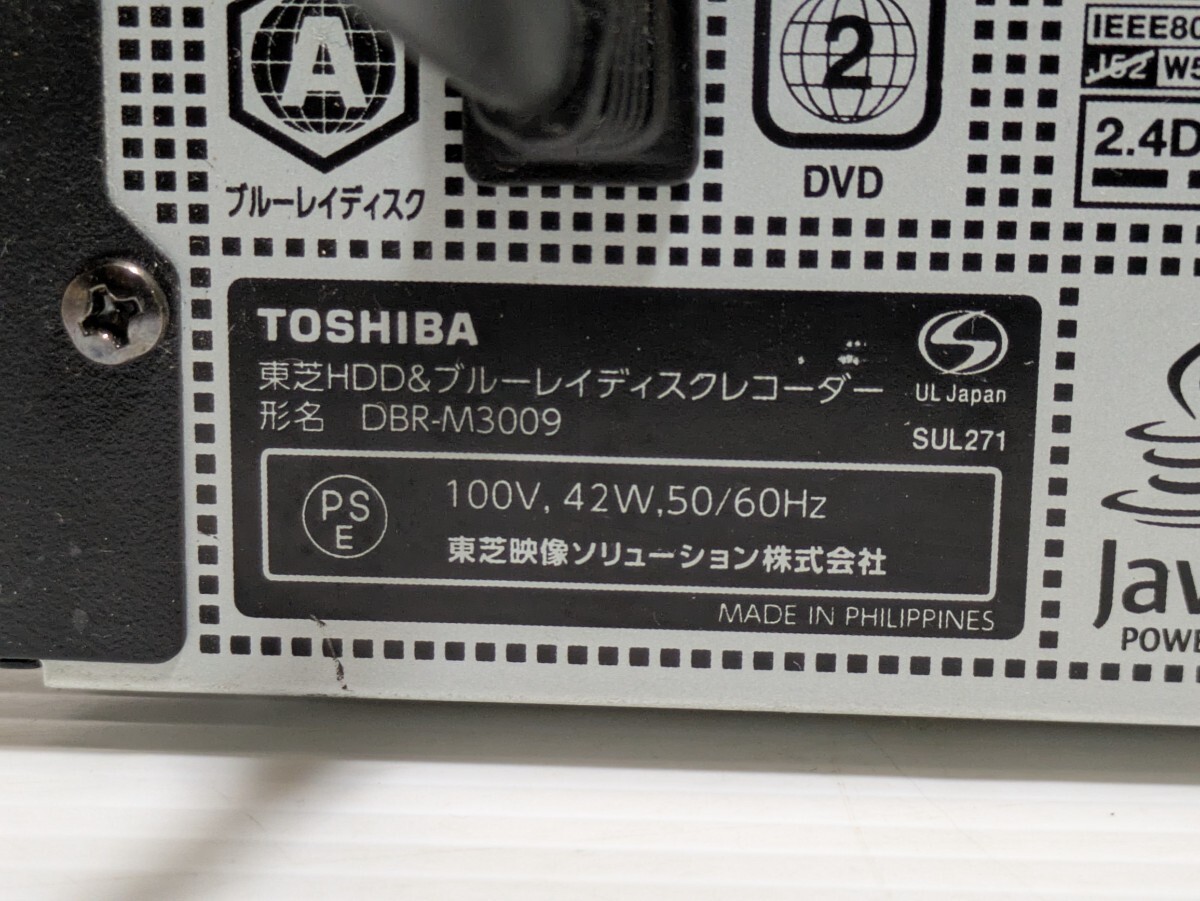 A
ブルーレイディスク
2
DVD
IEEE80
J52 W5
2.4D
TOSHIBA
東芝HDD&ブルーレイディスクレコーダー
形名 DBR-M3009
S
UL Japan
SUL271
PS
E
100V, 42W,50/60Hz
東芝映像ソリューション株式会社
MADE IN PHILIPPINES
Jav
POWE